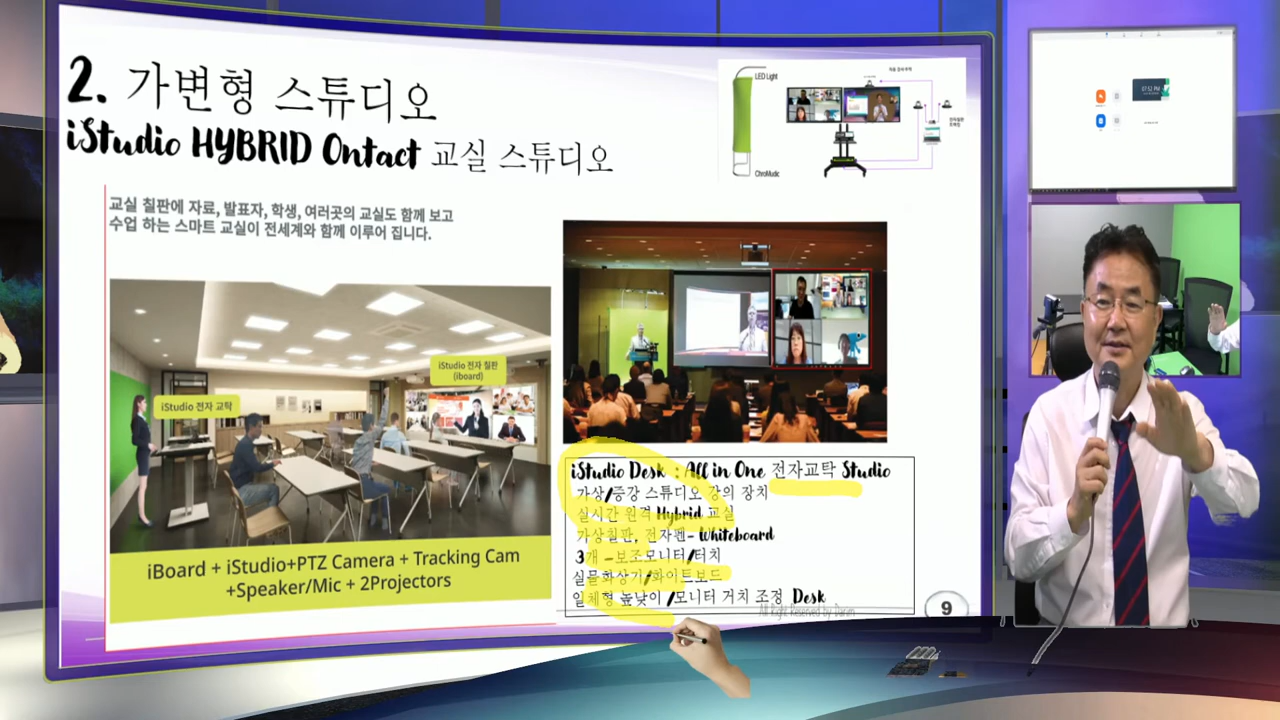 2. 가변형 스튜디오
iStudio HYBRID Ontact 교실 스튜디오
LED Light
ChroMudic
교실 칠판에 자료, 발표자, 학생, 여러곳의 교실도 함께 보고
수업 하는 스마트 교실이 전세계와 함께 이루어 집니다.
iStudio 전자 칠판
(iboard)
iStudio 전자 교탁
iBoard + iStudio+PTZ Camera + Tracking Cam
+Speaker/Mic + 2Projectors
iStudio Desk : All in One 전자교탁 Studio
가상/증강 스튜디오 강의 장치
실시간 원격 Hybrid 교실
가상칠판, 전자펜- Whiteboard
3개 -보조모니터/터치
실물화상기/화이트보드
일체형 높낮이 /모니터 거치 조정 Desk
All Right Reserved by Darim
9
07:52 PM